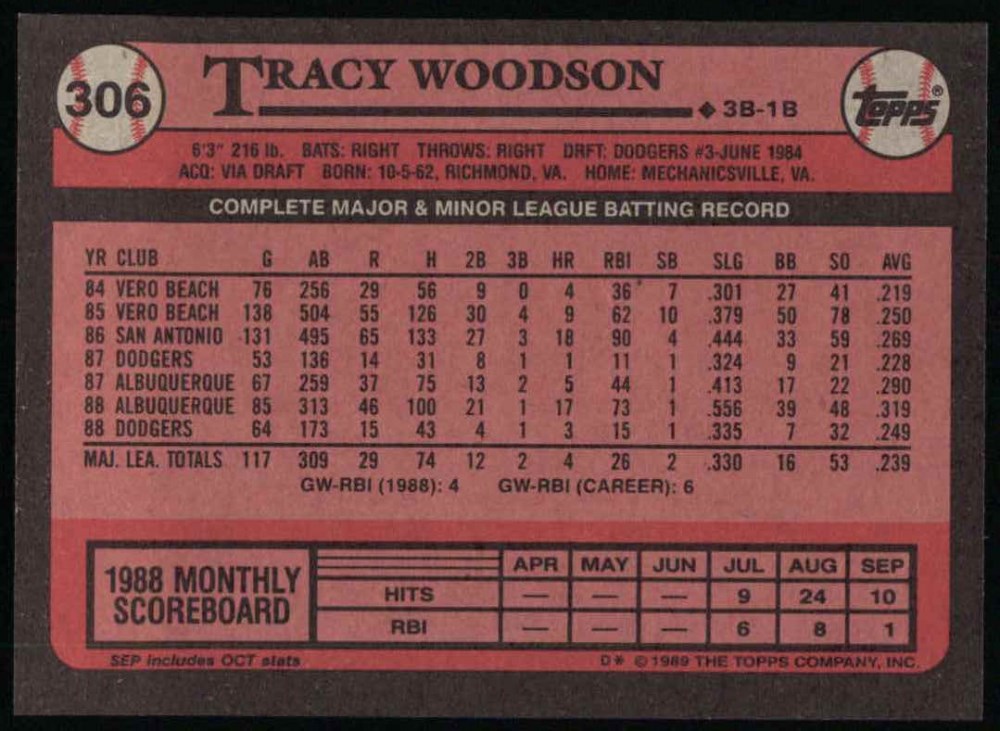 306
TRACY WOODSON
◆ 3B-1B
TOPPS®
6'3" 216 lb. BATS: RIGHT THROWS: RIGHT DRFT: DODGERS #3-JUNE 1984
ACQ: VIA DRAFT BORN: 10-5-62, RICHMOND, VA. HOME: MECHANICSVILLE, VA.
COMPLETE MAJOR & MINOR LEAGUE BATTING RECORD
YR CLUB G AB R H 2B 3B HR RBI SB SLG BB SO AVG
84 VERO BEACH 76 256 29 56 9 0 4 36 7 .301 27 41 .219
85 VERO BEACH 138 504 55 126 30 4 9 62 10 .379 50 78 .250
86 SAN ANTONIO 131 495 65 133 27 3 18 90 4 .444 33 59 .269
87 DODGERS 53 136 14 31 8 1 1 11 1 .324 9 21 .228
87 ALBUQUERQUE 67 259 37 75 13 2 5 44 1 .413 17 22 .290
88 ALBUQUERQUE 85 313 46 100 21 1 17 73 1 .556 39 48 .319
88 DODGERS 64 173 15 43 4 1 3 15 1 .335 7 32 .249
MAJ. LEA. TOTALS 117 309 29 74 12 2 4 26 2 .330 16 53 .239
GW-RBI (1988): 4 GW-RBI (CAREER): 6
1988 MONTHLY
SCOREBOARD
APR MAY JUN JUL AUG SEP
HITS — — — 9 24 10
RBI — — — 6 8 1
SEP includes OCT stats
D* © 1989 THE TOPPS COMPANY, INC.